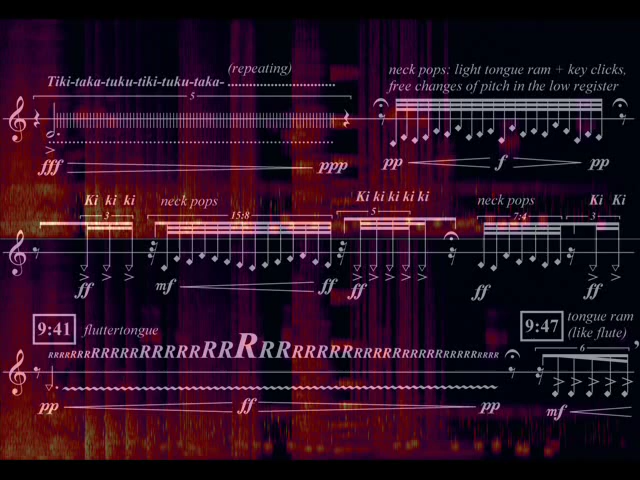 (repeating)
Tiki-taka-tuku-tiki-tuku-taka-
neck pops: light tongue ram + key clicks,
free changes of pitch in the low register
5
fff ppp pp f pp
Ki ki ki neck pops Ki ki ki ki ki neck pops Ki Ki
3 15:8 5 7:4 3
ff mf ff ff ff ff
9:41 fluttertongue 9:47 tongue ram
(like flute)
RRRRRRRRRRRRRRRRRRRRRRRRRRRRRRRRRRRRRRRRRR
6
pp ff pp mf